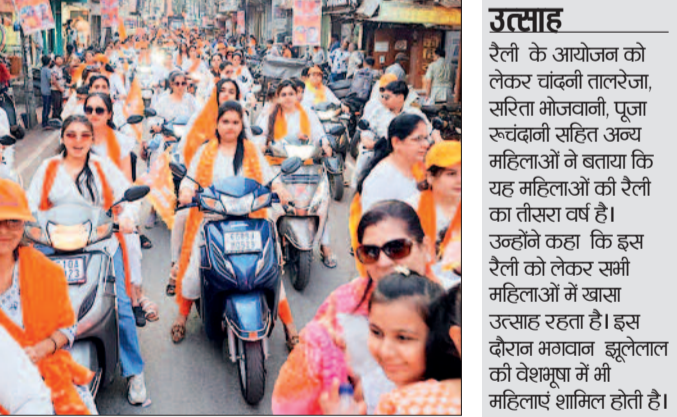 उत्साह
रैली के आयोजन को
लेकर चांदनी तालरेजा,
सरिता भोजवानी, पूजा
रूचंदानी सहित अन्य
महिलाओं ने बताया कि
यह महिलाओं की रैली
का तीसरा वर्ष है।
उन्होंने कहा कि इस
रैली को लेकर सभी
महिलाओं में खासा
उत्साह रहता है। इस
दौरान भगवान झूलेलाल
की वेशभूषा में भी
महिलाएं शामिल होती है।